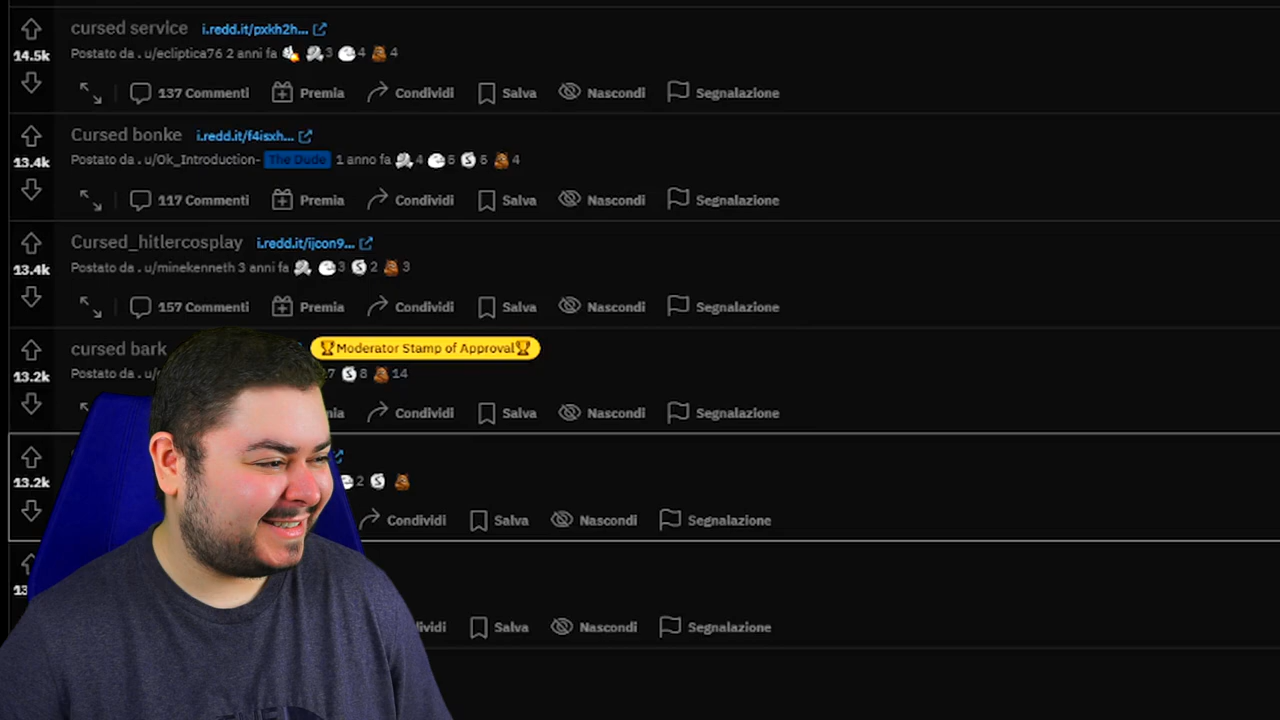 cursed service i.redd.it/pxkh2h...
14.5k
Postato da . u/ecliptica76 2 anni fa 3 4 4
137 Commenti Premia Condividi Salva Nascondi Segnalazione
Cursed bonke i.redd.it/f4isxh...
13.4k
Postato da . u/Ok_Introduction- The Dude 1 anno fa 4 5 5 4
117 Commenti Premia Condividi Salva Nascondi Segnalazione
Cursed_hitlercosplay i.redd.it/ijcon9...
13.4k
Postato da . u/minekenneth 3 anni fa 3 2 3
157 Commenti Premia Condividi Salva Nascondi Segnalazione
cursed bark Moderator Stamp of Approval
13.2k
Postato da . 7 8 14
Condividi Salva Nascondi Segnalazione
13.2k
2
Condividi Salva Nascondi Segnalazione
Salva Nascondi Segnalazione
THE